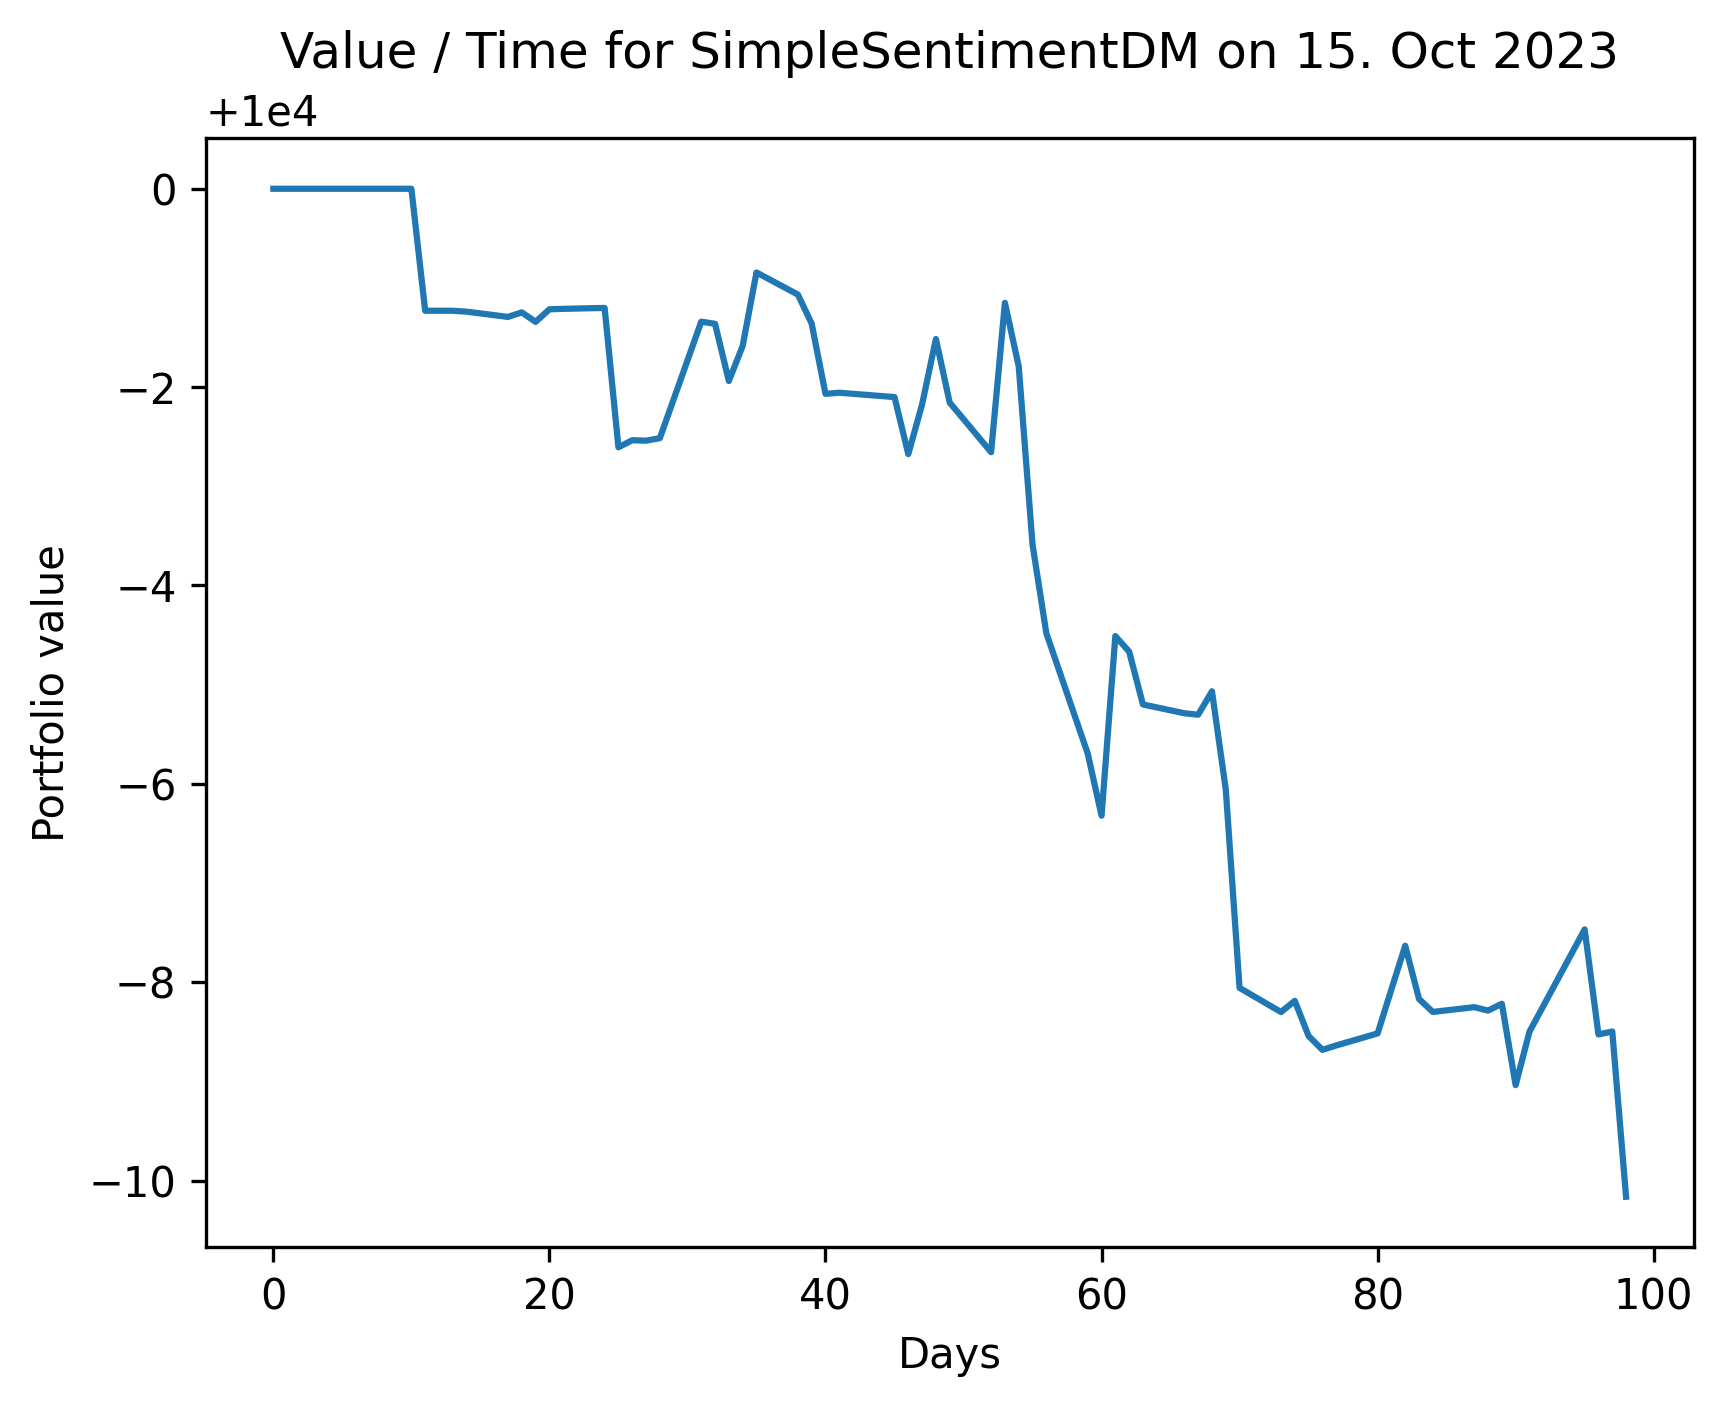 Value / Time for SimpleSentimentDM on 15. Oct 2023
+1e4
0
−2
−4
−6
−8
−10
Portfolio value
0 20 40 60 80 100
Days